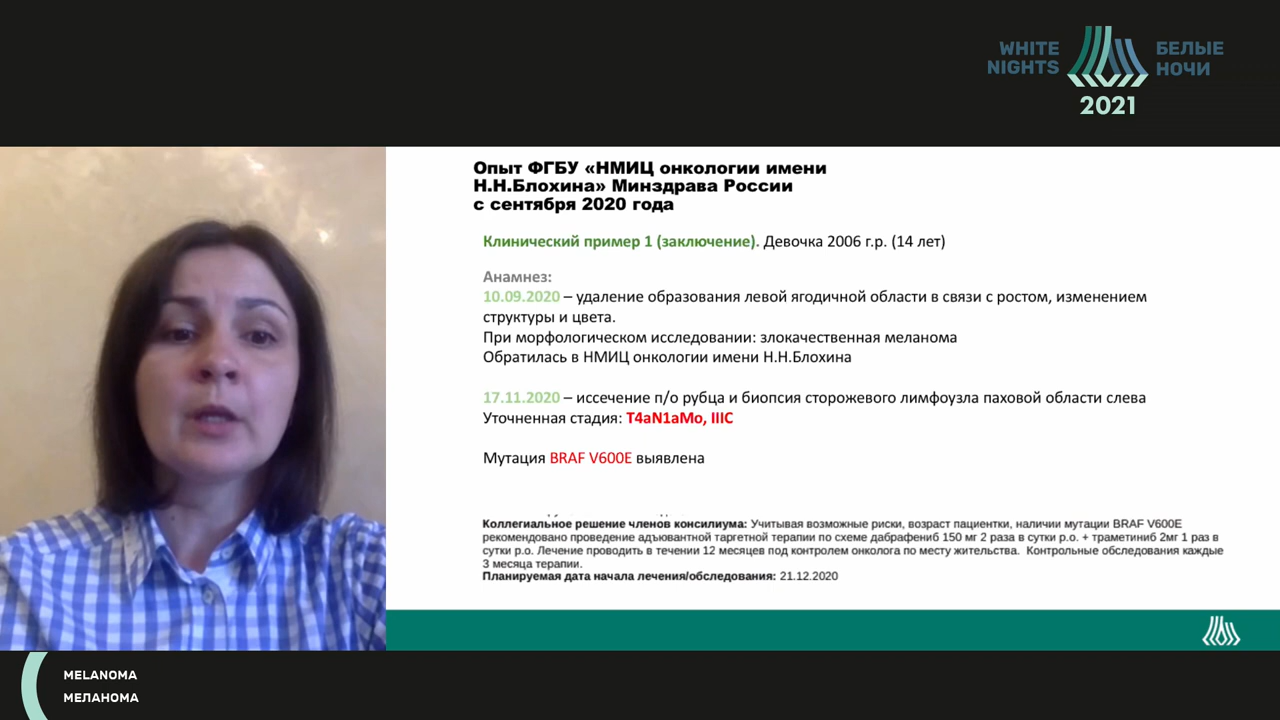 WHITE
NIGHTS
БЕЛЫЕ
НОЧИ
2021
Опыт ФГБУ «НМИЦ онкологии имени
Н.Н.Блохина» Минздрава России
с сентября 2020 года
Клинический пример 1 (заключение). Девочка 2006 г.р. (14 лет)
Анамнез:
10.09.2020 – удаление образования левой ягодичной области в связи с ростом, изменением
структуры и цвета.
При морфологическом исследовании: злокачественная меланома
Обратилась в НМИЦ онкологии имени Н.Н.Блохина
17.11.2020 – иссечение п/о рубца и биопсия сторожевого лимфоузла паховой области слева
Уточненная стадия: T4aN1aMo, IIIC
Мутация BRAF V600E выявлена
Коллегиальное решение членов консилиума: Учитывая возможные риски, возраст пациентки, наличии мутации BRAF V600E
рекомендовано проведение адъювантной таргетной терапии по схеме дабрафениб 150 мг 2 раза в сутки р.о. + траметиниб 2мг 1 раз в
сутки р.о. Лечение проводить в течении 12 месяцев под контролем онколога по месту жительства. Контрольные обследования каждые
3 месяца терапии.
Планируемая дата начала лечения/обследования: 21.12.2020
MELANOMA
МЕЛАНОМА